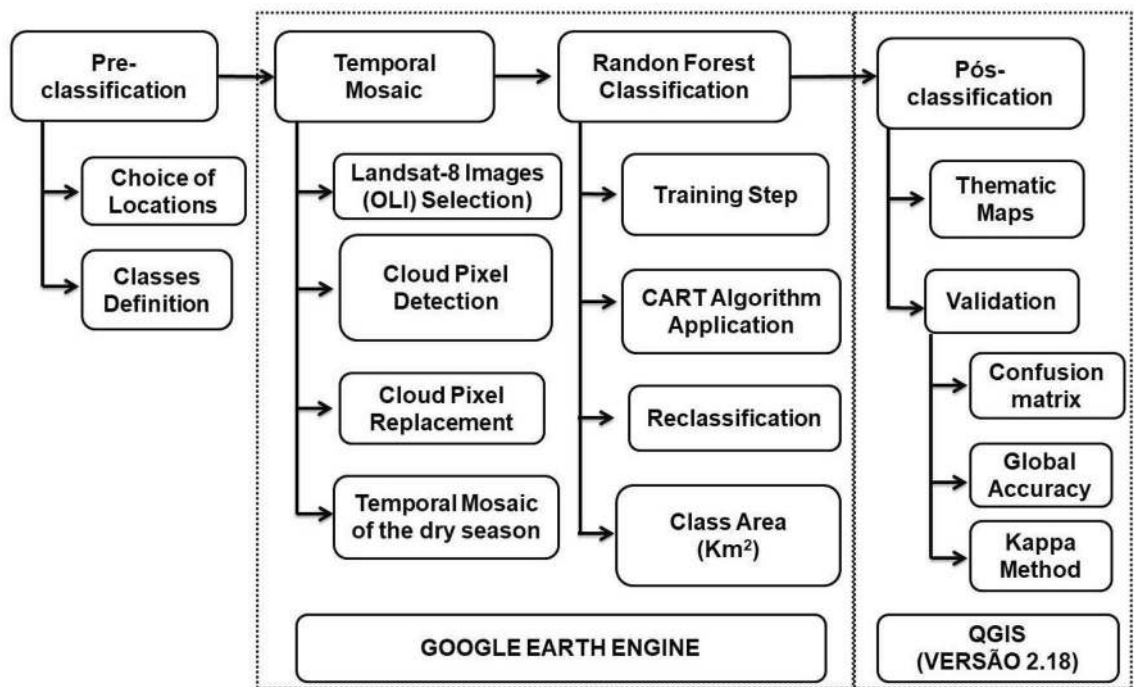 Pre-
classification
Choice of
Locations
Classes
Definition
Temporal
Mosaic
Landsat-8 Images
(OLI) Selection)
Cloud Pixel
Detection
Cloud Pixel
Replacement
Temporal Mosaic
of the dry season
Randon Forest
Classification
Training Step
CART Algorithm
Application
Reclassification
Class Area
(Km²)
GOOGLE EARTH ENGINE
Pós-
classification
Thematic
Maps
Validation
Confusion
matrix
Global
Accuracy
Kappa
Method
QGIS
(VERSÃO 2.18)